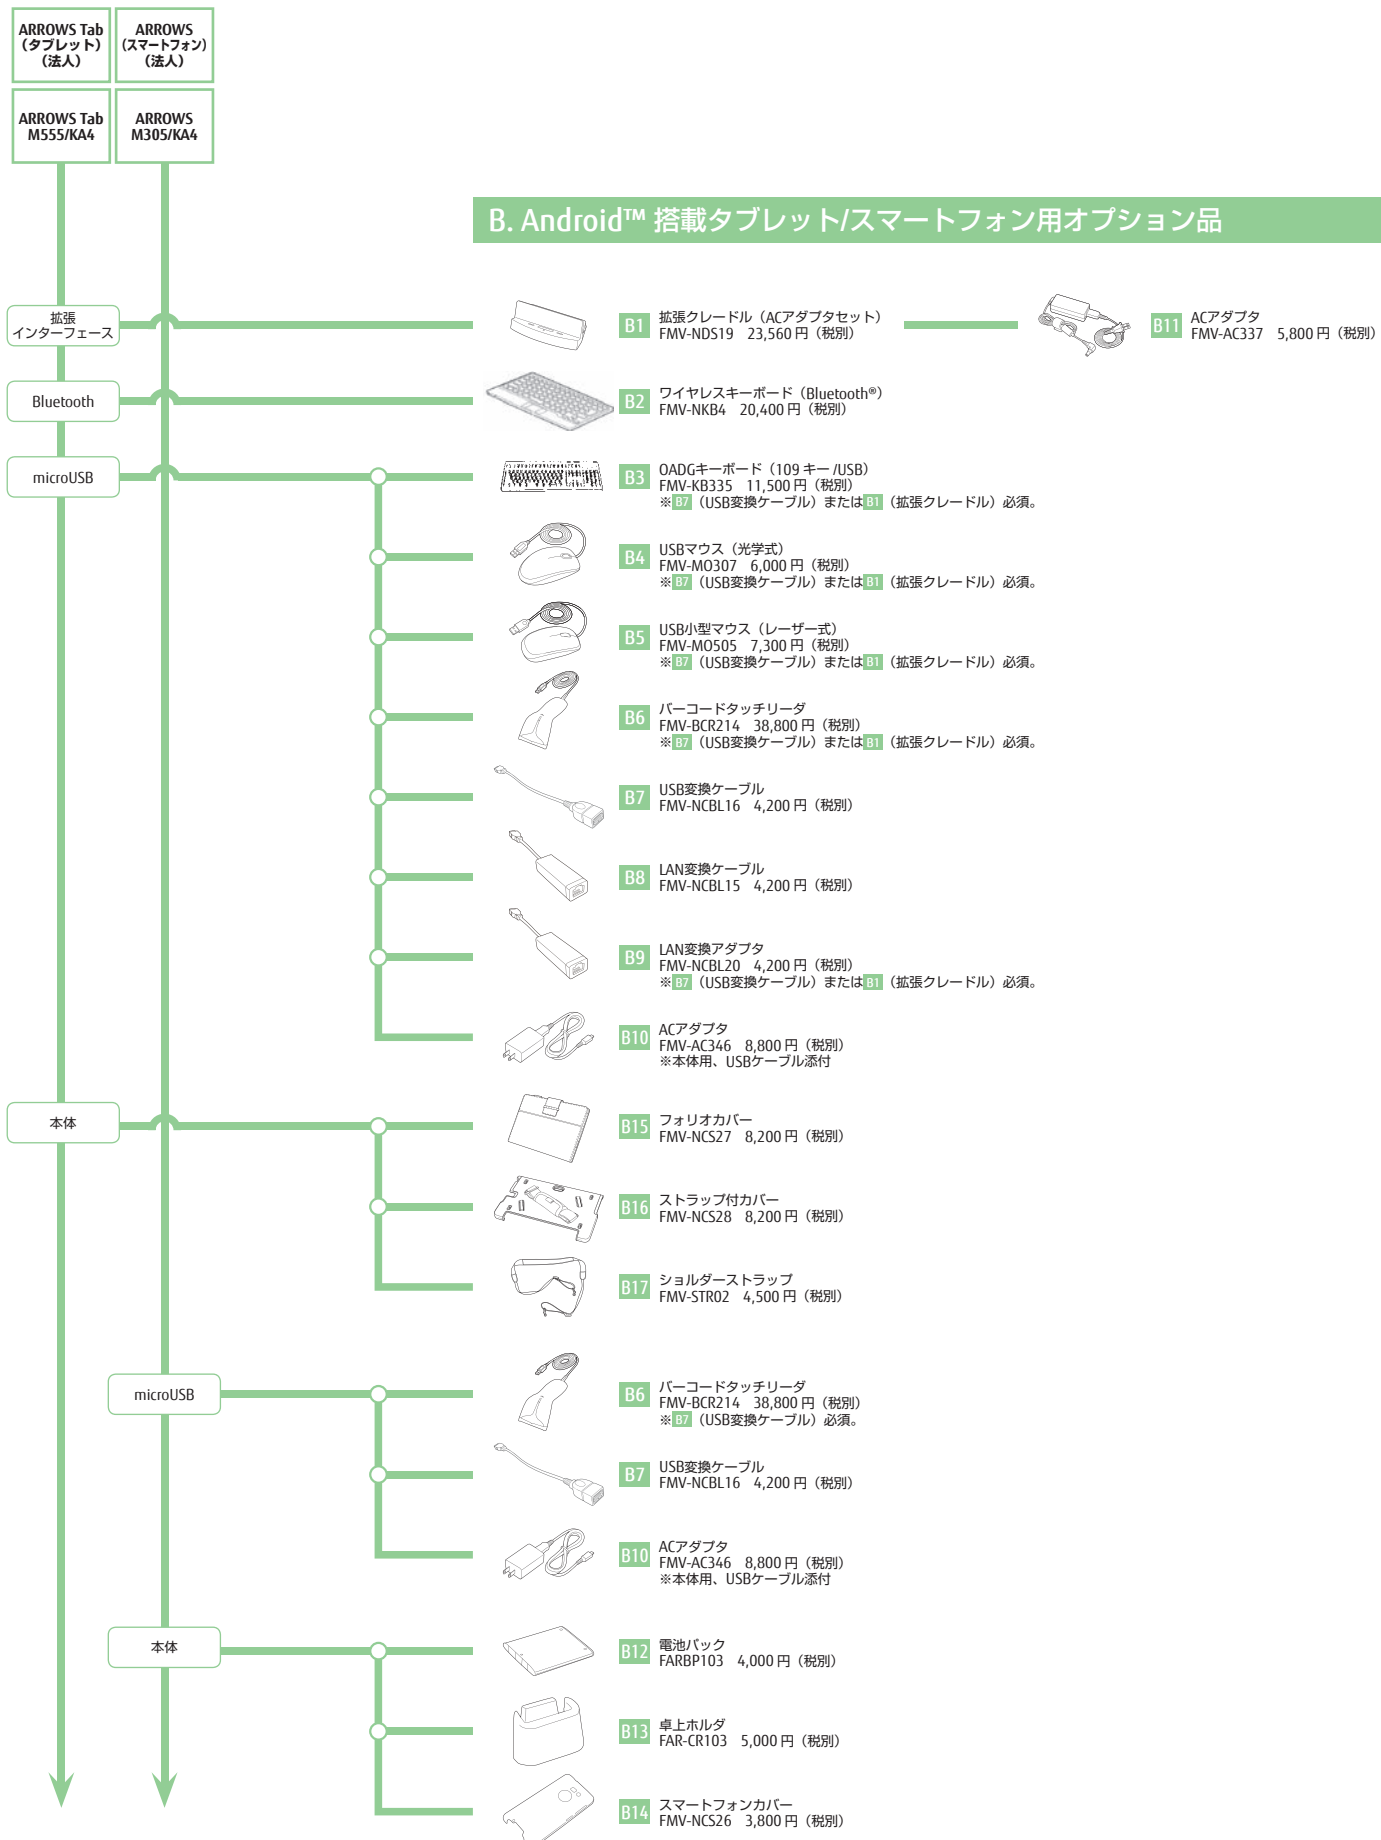 ARROWS Tab
（タブレット）
（法人）
ARROWS
（スマートフォン）
（法人）
ARROWS Tab
M555/KA4
ARROWS
M305/KA4
B. Android™ 搭載タブレット/スマートフォン用オプション品
拡張
インターフェース
B1 拡張クレードル（ACアダプタセット）
FMV-NDS19 23,560 円（税別）
B11 ACアダプタ
FMV-AC337 5,800 円（税別）
Bluetooth
B2 ワイヤレスキーボード（Bluetooth®）
FMV-NKB4 20,400 円（税別）
microUSB
B3 OADGキーボード（109 キー /USB）
FMV-KB335 11,500 円（税別）
※ B7 （USB変換ケーブル）または B1 （拡張クレードル）必須。
B4 USBマウス（光学式）
FMV-MO307 6,000 円（税別）
※ B7 （USB変換ケーブル）または B1 （拡張クレードル）必須。
B5 USB小型マウス（レーザー式）
FMV-MO505 7,300 円（税別）
※ B7 （USB変換ケーブル）または B1 （拡張クレードル）必須。
B6 バーコードタッチリーダ
FMV-BCR214 38,800 円（税別）
※ B7 （USB変換ケーブル）または B1 （拡張クレードル）必須。
B7 USB変換ケーブル
FMV-NCBL16 4,200 円（税別）
B8 LAN変換ケーブル
FMV-NCBL15 4,200 円（税別）
B9 LAN変換アダプタ
FMV-NCBL20 4,200 円（税別）
※ B7 （USB変換ケーブル）または B1 （拡張クレードル）必須。
B10 ACアダプタ
FMV-AC346 8,800 円（税別）
※本体用、USBケーブル添付
本体
B15 フォリオカバー
FMV-NCS27 8,200 円（税別）
B16 ストラップ付カバー
FMV-NCS28 8,200 円（税別）
B17 ショルダーストラップ
FMV-STR02 4,500 円（税別）
microUSB
B6 バーコードタッチリーダ
FMV-BCR214 38,800 円（税別）
※ B7 （USB変換ケーブル）必須。
B7 USB変換ケーブル
FMV-NCBL16 4,200 円（税別）
B10 ACアダプタ
FMV-AC346 8,800 円（税別）
※本体用、USBケーブル添付
本体
B12 電池パック
FARBP103 4,000 円（税別）
B13 卓上ホルダ
FAR-CR103 5,000 円（税別）
B14 スマートフォンカバー
FMV-NCS26 3,800 円（税別）